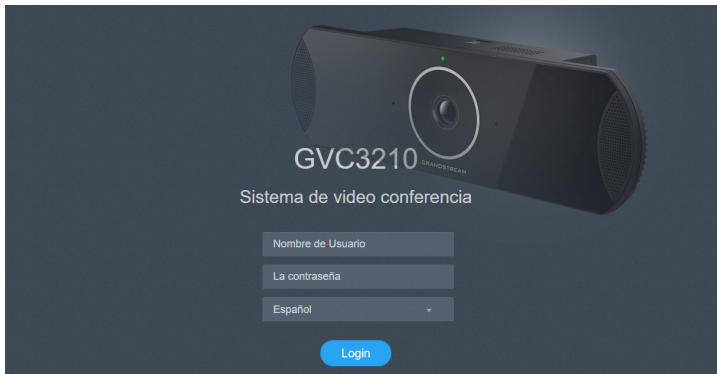 GVC3210
GRANDSTREAM
Sistema de video conferencia
Nombre de Usuario
La contraseña
Español
Login